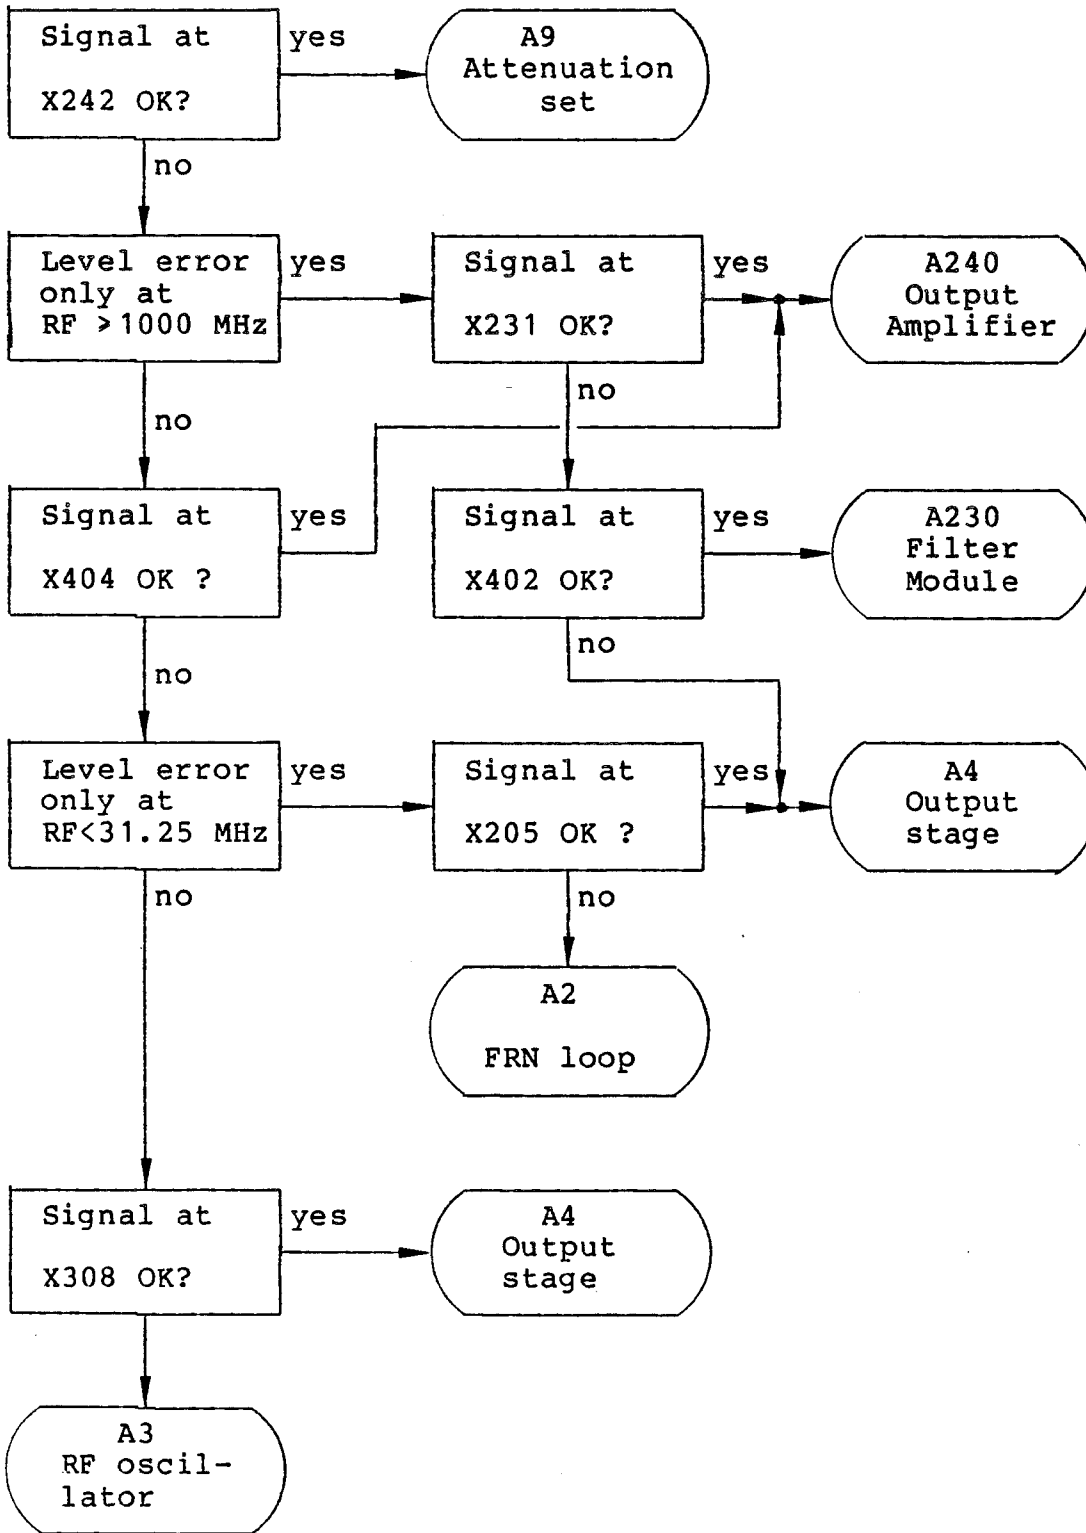 Signal at
X242 OK?
yes
A9
Attenuation
set
no
Level error
only at
RF ≥1000 MHz
yes
Signal at
X231 OK?
yes
A240
Output
Amplifier
no
no
Signal at
X404 OK ?
yes
Signal at
X402 OK?
yes
A230
Filter
Module
no
no
Level error
only at
RF<31.25 MHz
yes
Signal at
X205 OK ?
yes
A4
Output
stage
no
no
A2
FRN loop
Signal at
X308 OK?
yes
A4
Output
stage
A3
RF oscil-
lator